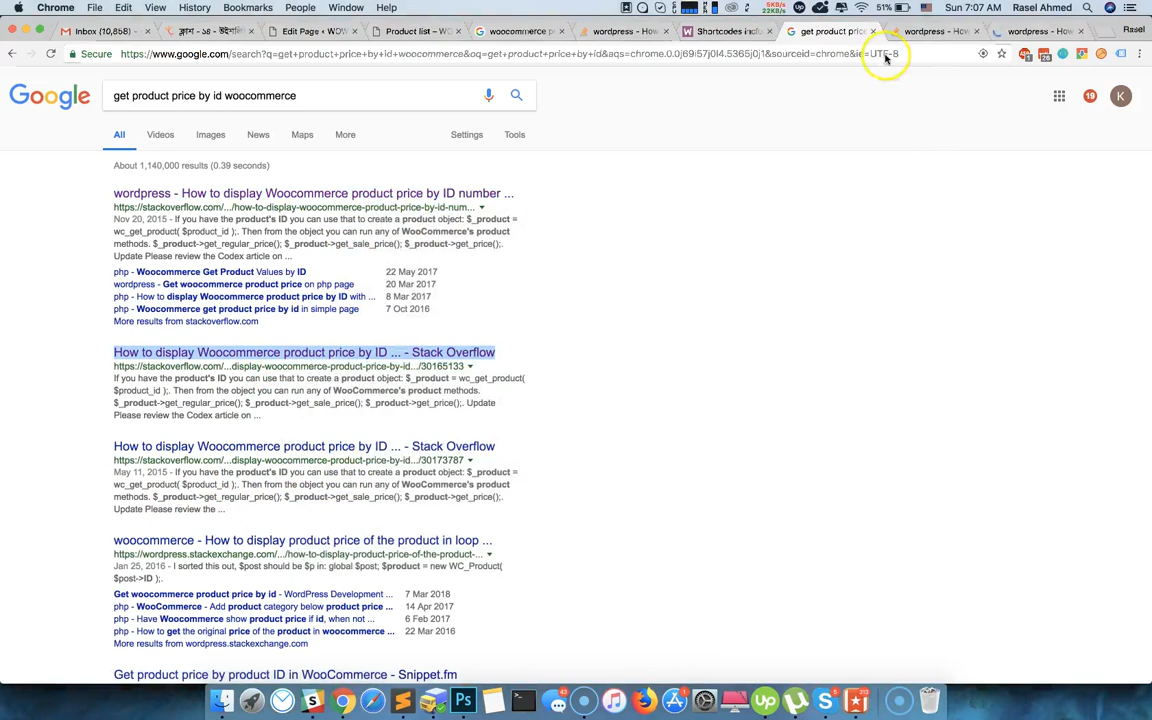 Chrome File Edit View History Bookmarks People Window Help 5KB/s 22KB/s 51% Sun 7:07 AM Rasel Ahmed
Inbox (10,858) - Edit Page ‹ WO Product list – woocommerce p wordpress - How Shortcodes inclu get product price wordpress - How wordpress - How Rasel
Secure https://www.google.com/search?q=get+product+price+by+id+woocommerce&oq=get+product+price+by+id&aqs=chrome.0.0j69i57j0l4.5365j0j1&sourceid=chrome&ie=UTF-8
Google get product price by id woocommerce 19 K
All Videos Images News Maps More Settings Tools
About 1,140,000 results (0.39 seconds)
wordpress - How to display Woocommerce product price by ID number ...
https://stackoverflow.com/.../how-to-display-woocommerce-product-price-by-id-num...
Nov 20, 2015 - If you have the product's ID you can use that to create a product object: $_product =
wc_get_product( $product_id );. Then from the object you can run any of WooCommerce's product
methods. $_product->get_regular_price(); $_product->get_sale_price(); $_product->get_price();.
Update Please review the Codex article on ...
php - Woocommerce Get Product Values by ID 22 May 2017
wordpress - Get woocommerce product price on php page 20 Mar 2017
php - How to display Woocommerce product price by ID with ... 8 Mar 2017
php - Woocommerce get product price by id in simple page 7 Oct 2016
More results from stackoverflow.com
How to display Woocommerce product price by ID ... - Stack Overflow
https://stackoverflow.com/...display-woocommerce-product-price-by-id.../30165133
If you have the product's ID you can use that to create a product object: $_product = wc_get_product(
$product_id );. Then from the object you can run any of WooCommerce's product methods.
$_product->get_regular_price(); $_product->get_sale_price(); $_product->get_price();. Update
Please review the Codex article on ...
How to display Woocommerce product price by ID ... - Stack Overflow
https://stackoverflow.com/...display-woocommerce-product-price-by-id.../30173787
May 11, 2015 - If you have the product's ID you can use that to create a product object: $_product =
wc_get_product( $product_id );. Then from the object you can run any of WooCommerce's product
methods. $_product->get_regular_price(); $_product->get_sale_price(); $_product->get_price();.
Update Please review the ...
woocommerce - How to display product price of the product in loop ...
https://wordpress.stackexchange.com/.../how-to-display-product-price-of-the-product-...
Jan 25, 2016 - I sorted this out, $post should be $p in: global $post; $product = new WC_Product(
$post->ID );.
Get woocommerce product price by id - WordPress Development ... 7 Mar 2018
php - WooCommerce - Add product category below product price ... 14 Apr 2017
php - Have Woocommerce show product price if id, when not ... 6 Feb 2017
php - How to get the original price of the product in woocommerce ... 22 Mar 2016
More results from wordpress.stackexchange.com
Get product price by product ID in WooCommerce - Snippet.fm